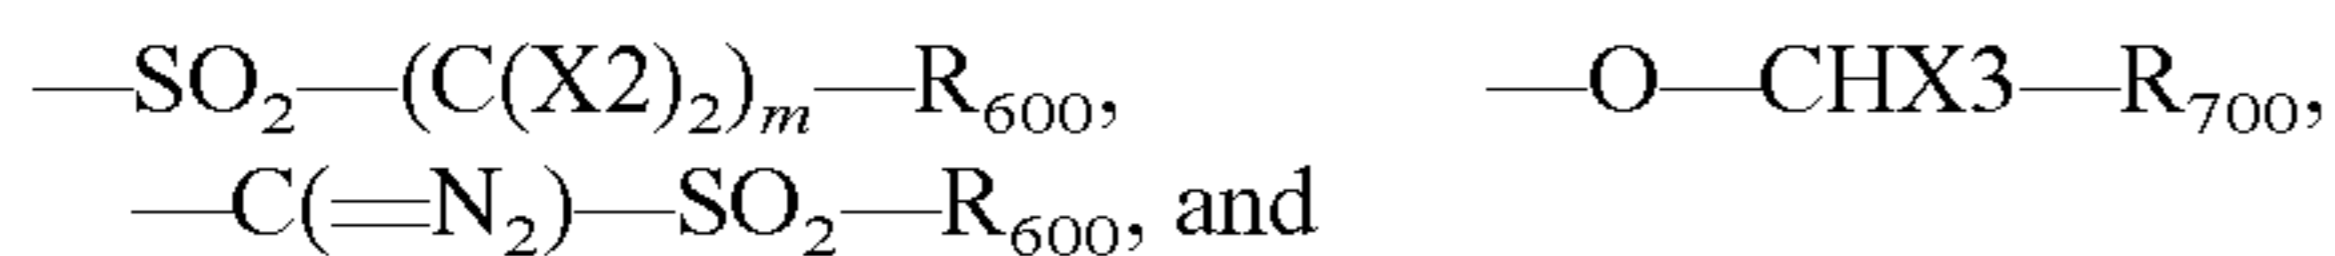 —SO₂—(C(X2)₂)ₘ—R₆₀₀, —O—CHX3—R₇₀₀,
—C(=N₂)—SO₂—R₆₀₀, and